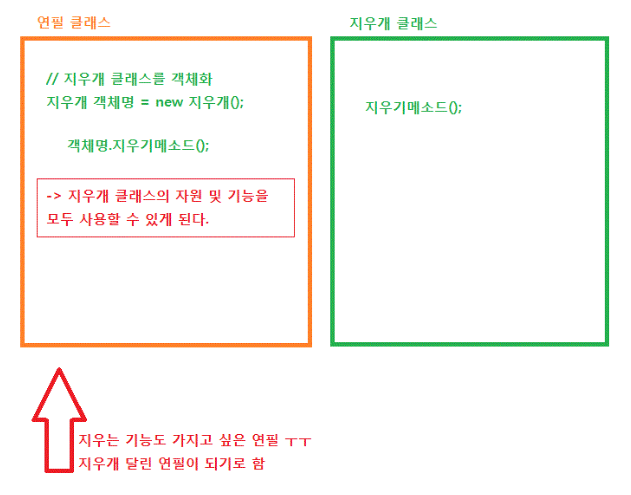 연필 클래스
// 지우개 클래스를 객체화
지우개 객체명 = new 지우개();
객체명.지우기메소드();
-> 지우개 클래스의 자원 및 기능을
모두 사용할 수 있게 된다.
지우개 클래스
지우기메소드();
지우는 기능도 가지고 싶은 연필 ㅜㅜ
지우개 달린 연필이 되기로 함